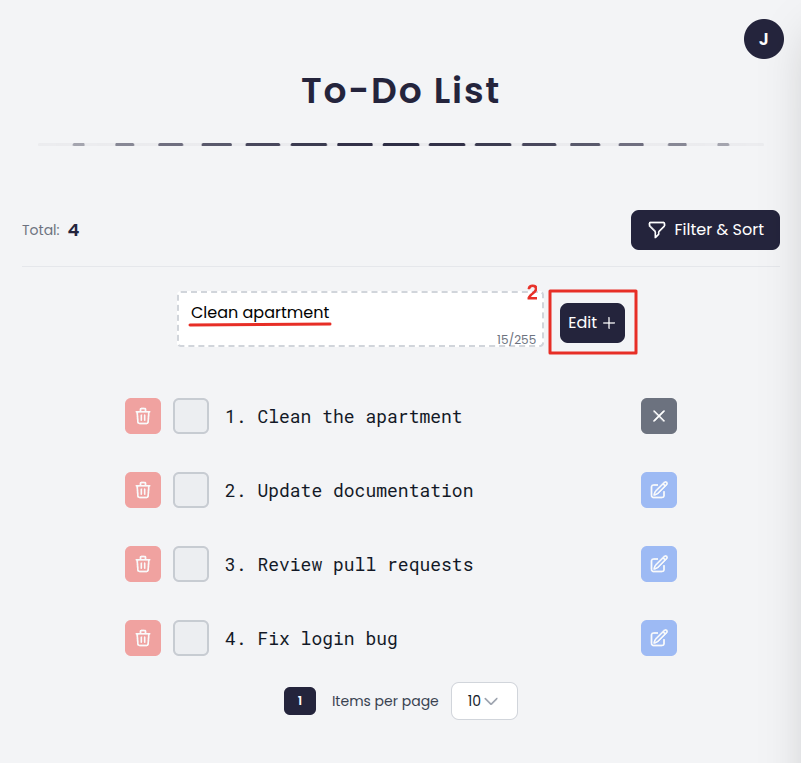 J
To-Do List
Total: 4
Filter & Sort
2
Clean apartment
Edit +
15/255
1. Clean the apartment
2. Update documentation
3. Review pull requests
4. Fix login bug
1 Items per page 10